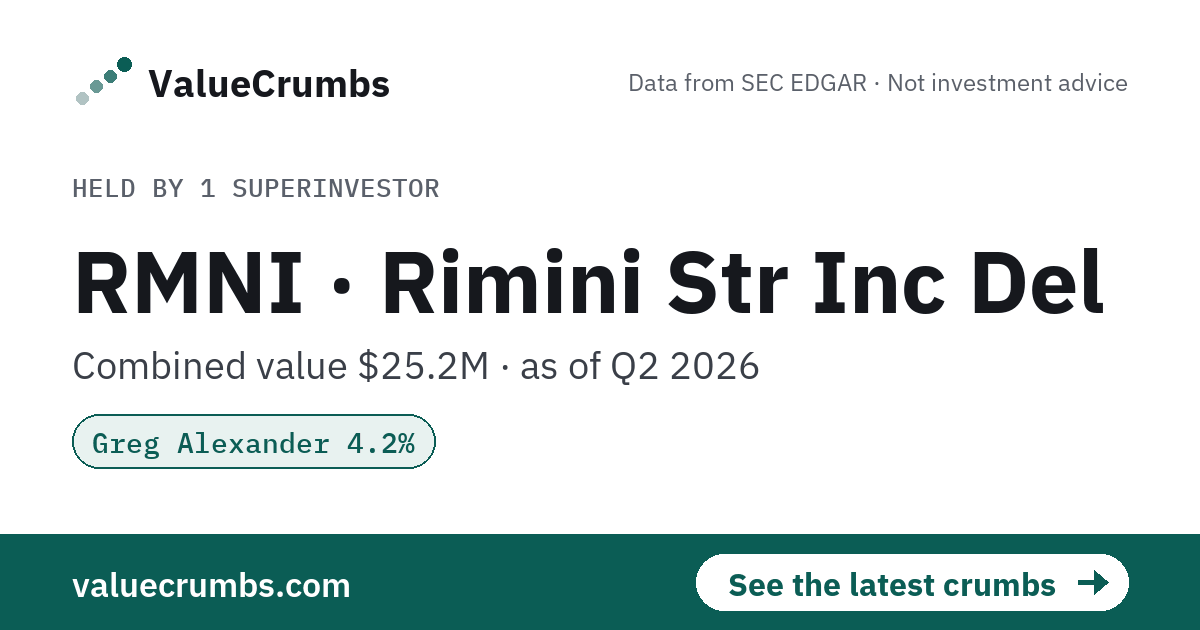 ValueCrumbs
Data from SEC EDGAR · Not investment advice
HELD BY 1 SUPERINVESTOR
RMNI · Rimini Str Inc Del
Combined value $25.2M · as of Q2 2026
Greg Alexander 4.2%
valuecrumbs.com
See the latest crumbs →